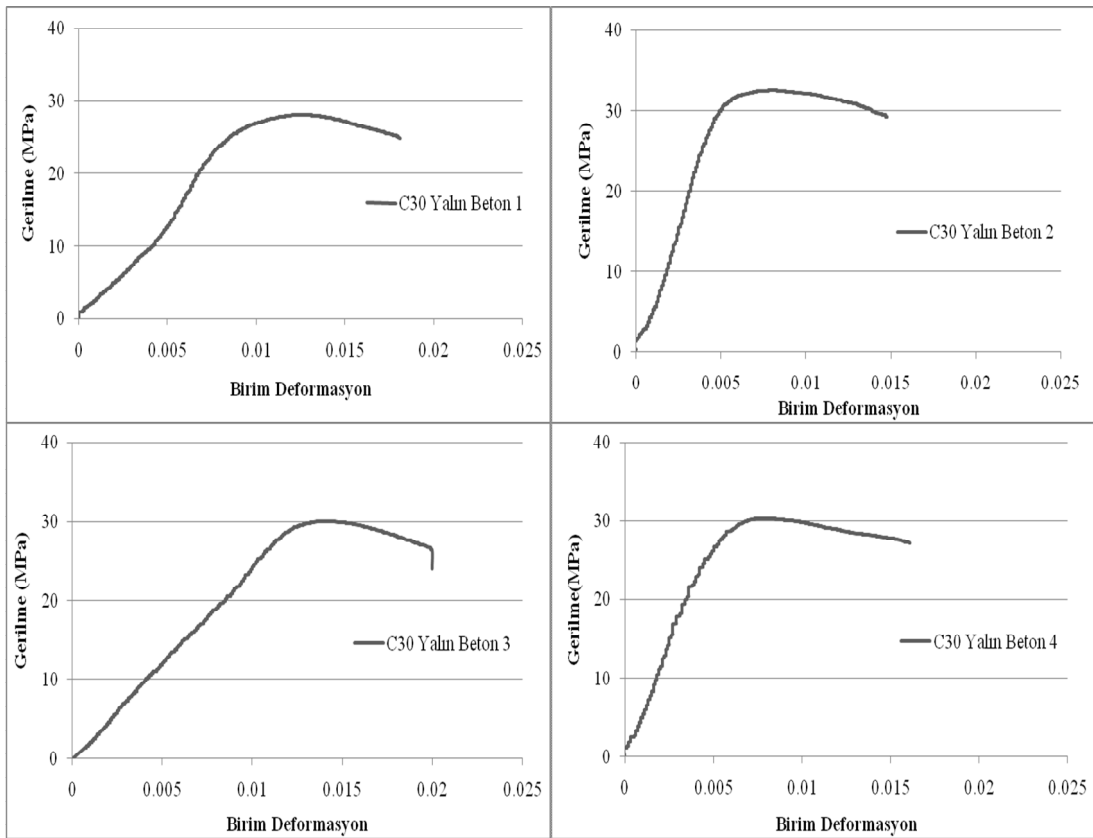 40
30
20
10
0
Gerilme (MPa)
C30 Yalın Beton 1
0 0.005 0.01 0.015 0.02 0.025
Birim Deformasyon
40
30
20
10
0
Gerilme (MPa)
C30 Yalın Beton 2
0 0.005 0.01 0.015 0.02 0.025
Birim Deformasyon
40
30
20
10
0
Gerilme (MPa)
C30 Yalın Beton 3
0 0.005 0.01 0.015 0.02 0.025
Birim Deformasyon
40
30
20
10
0
Gerilme(MPa)
C30 Yalın Beton 4
0 0.005 0.01 0.015 0.02 0.025
Birim Deformasyon